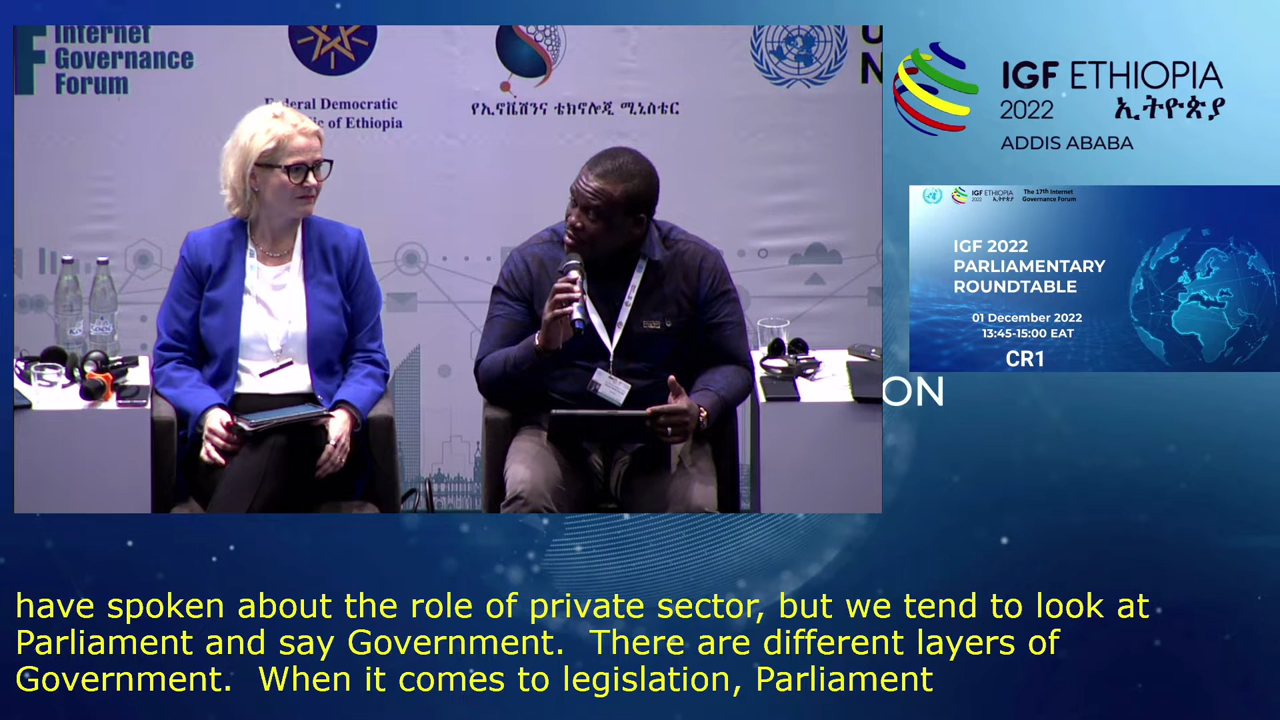 Internet
Governance
Forum
Federal Democratic
of Ethiopia
የኢኖቬሽንና ቴክኖሎጂ ሚኒስቴር
IGF ETHIOPIA
2022 ኢትዮጵያ
ADDIS ABABA
IGF ETHIOPIA
2022 ኢትዮጵያ
The 17th Internet
Governance Forum
IGF 2022
PARLIAMENTARY
ROUNDTABLE
01 December 2022
13:45-15:00 EAT
CR1
ON
have spoken about the role of private sector, but we tend to look at
Parliament and say Government.  There are different layers of
Government.  When it comes to legislation, Parliament